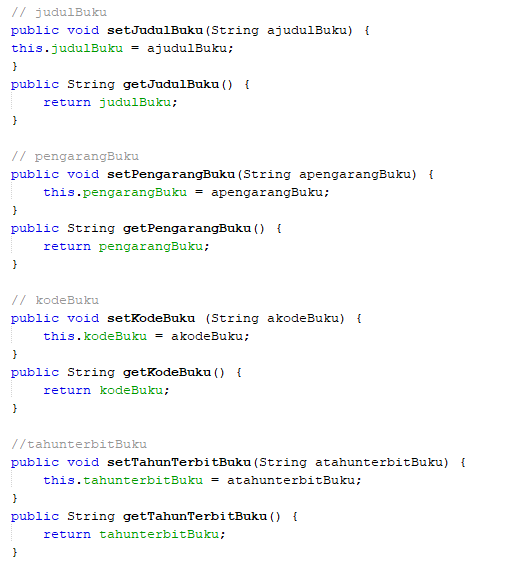 // judulBuku
public void setJudulBuku(String ajudulBuku) {
this.judulBuku = ajudulBuku;
}
public String getJudulBuku() {
    return judulBuku;
}

// pengarangBuku
public void setPengarangBuku(String apengarangBuku) {
    this.pengarangBuku = apengarangBuku;
}
public String getPengarangBuku() {
    return pengarangBuku;
}

// kodeBuku
public void setKodeBuku (String akodeBuku) {
    this.kodeBuku = akodeBuku;
}
public String getKodeBuku() {
    return kodeBuku;
}

//tahunterbitBuku
public void setTahunTerbitBuku(String atahunterbitBuku) {
    this.tahunterbitBuku = atahunterbitBuku;
}
public String getTahunTerbitBuku() {
    return tahunterbitBuku;
}